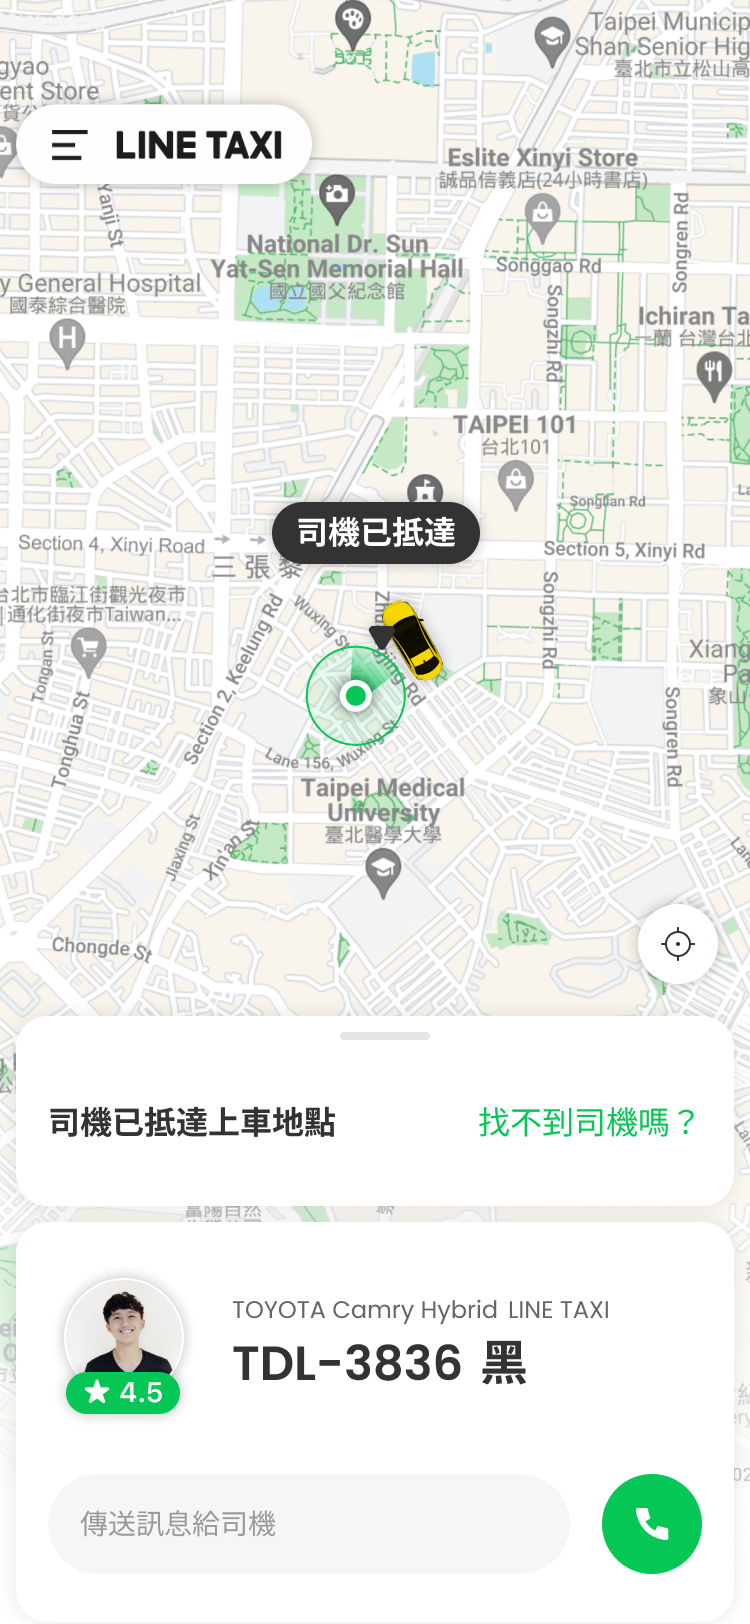 Taipei Municip
Shan Senior Hig
臺北市立松山高
gyao
ent Store
貨公
LINE TAXI
Yanji St
Eslite Xinyi Store
誠品信義店(24小時書店)
National Dr. Sun
Yat-Sen Memorial Hall
國立國父紀念館
Songgao Rd
Songren Rd
y General Hospital
國泰綜合醫院
H
Songzhi Rd
Ichiran Ta
一蘭 台灣台北
TAIPEI 101
台北101
Songlian Rd
司機已抵達
Section 4, Xinyi Road
三張黎
Section 5, Xinyi Rd
台北市臨江街觀光夜市
|通化街夜市Taiwan...
Wuxing St
Songzhi Rd
Tongan St
Section 2, Keelung Rd
Xiang
Pa
象山
Tonghua St
Songren Rd
Lane 156, Wuxing St
Taipei Medical
University
臺北醫學大學
Jiaxing St
Xin'an St
Chongde St
司機已抵達上車地點
找不到司機嗎？
富陽自然
TOYOTA Camry Hybrid LINE TAXI
TDL-3836 黑
4.5
傳送訊息給司機